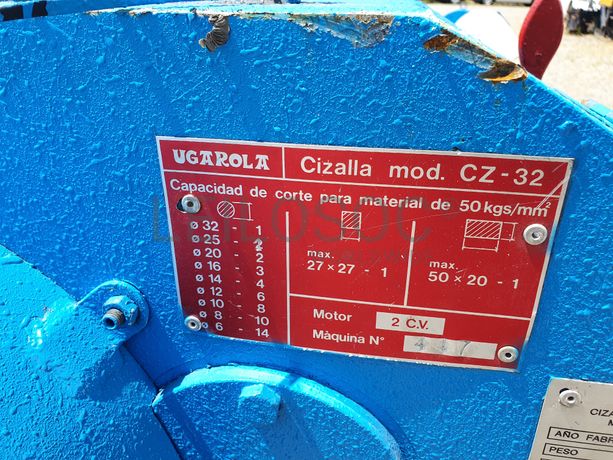 UGAROLA
Cizalla mod. CZ-32
Capacidad de corte para material de 50 kgs/mm²
ø 32 - 1
ø 25 - 2
ø 20 - 2
ø 16 - 3
ø 14 - 4
ø 12 - 6
ø 10 - 8
ø 8 - 10
ø 6 - 14
max.
27 × 27 - 1
max.
50 × 20 - 1
Motor 2 C.V.
Màquina N°
CIZA
M
AÑO FABR
PESO